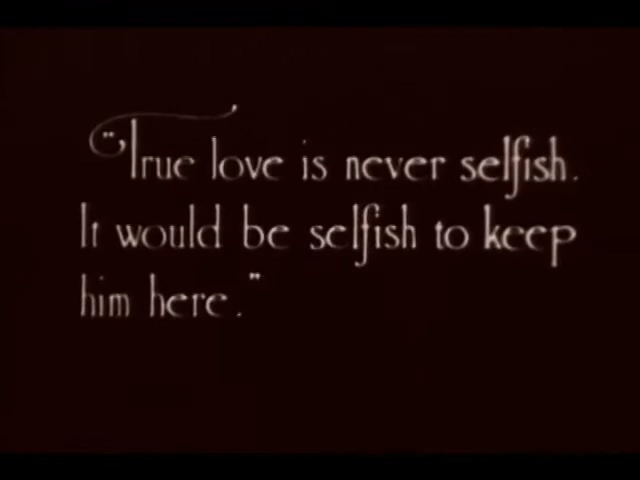 "True love is never selfish.
It would be selfish to keep
him here."